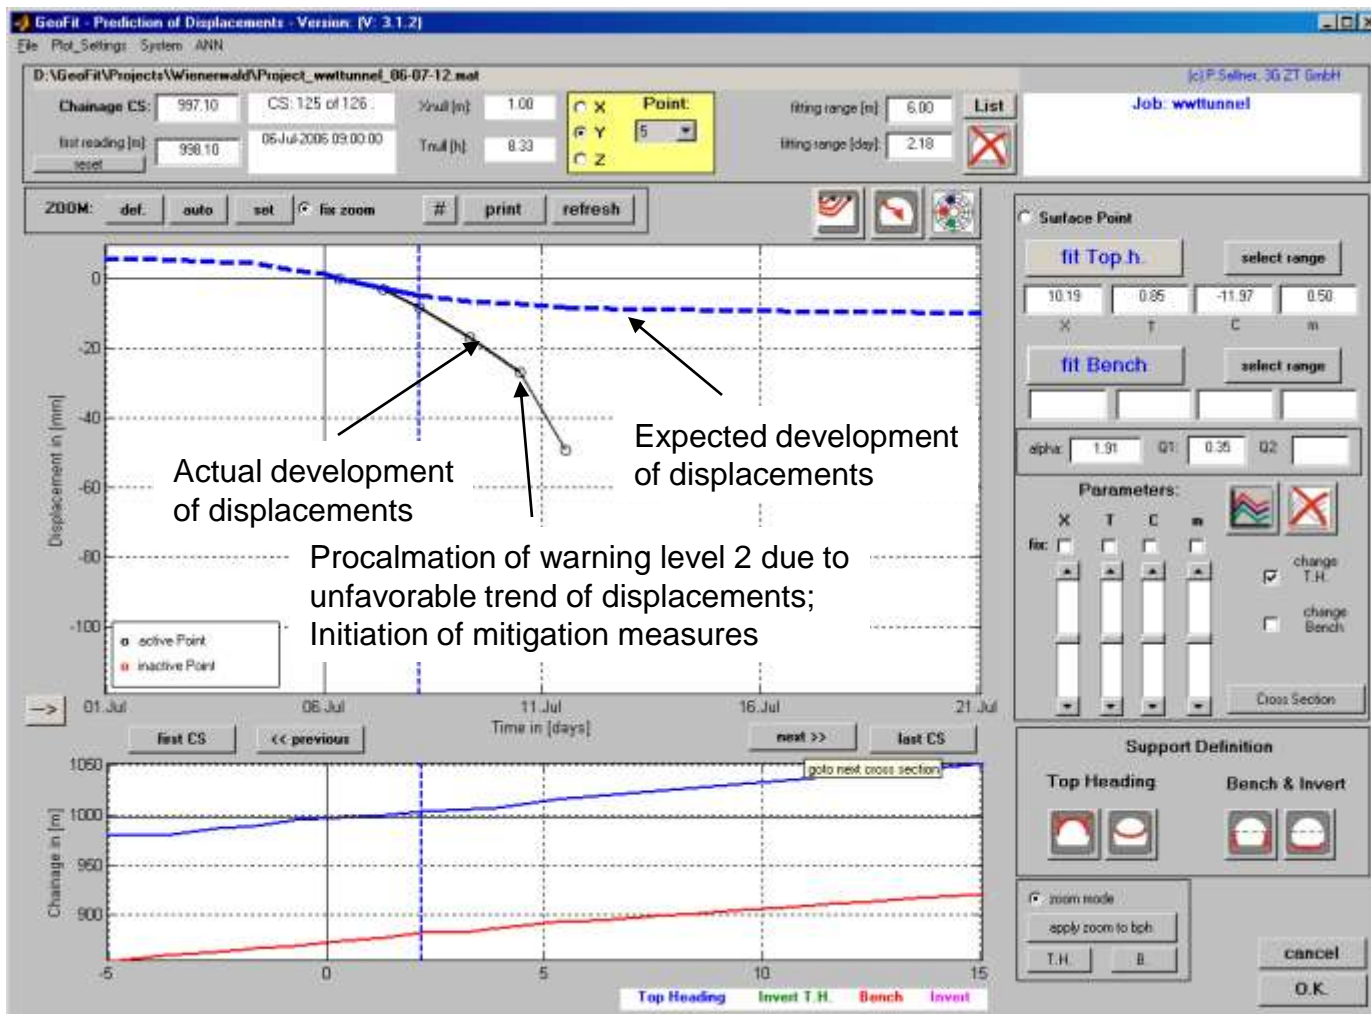 GeoFit - Prediction of Displacements - Version: (V: 3.1.2)
File Plot_Settings System ANN
D:\GeoFit\Projects\Wienerwald\Project_wwttunnel_06-07-12.mat
(c) P.Sellner, 3G ZT GmbH
Chainage CS: 997.10 CS: 125 of 126 : Xnull [m]: 1.00 X Point: fitting range [m]: 6.00 List Job: wwttunnel
Y 5
first reading [m]: 998.10 06-Jul-2006 09:00:00 Tnull [h]: 8.33 fitting range [day]: 2.18
reset Z
ZOOM: def. auto set fix zoom # print refresh
Surface Point
fit Top.h. select range
10.19 0.85 -11.97 0.50
X T C m
fit Bench select range
alpha: 1.91 Q1: 0.35 Q2:
Parameters:
X T C m
fix:
change T.H.
change Bench
Cross Section
Displacement in [mm]
0
-20
-40
-60
-80
-100
Actual development
of displacements
Expected development
of displacements
Procalmation of warning level 2 due to
unfavorable trend of displacements;
Initiation of mitigation measures
active Point
inactive Point
--> 01.Jul 06.Jul 11.Jul 16.Jul 21.Jul
Time in [days]
first CS << previous next >> last CS
goto next cross section
Chainage in [m]
1050
1000
950
900
-5 0 5 10 15
Top Heading Invert T.H. Bench Invert
Support Definition
Top Heading Bench & Invert
zoom mode
apply zoom to bph
T.H. B.
cancel
O.K.